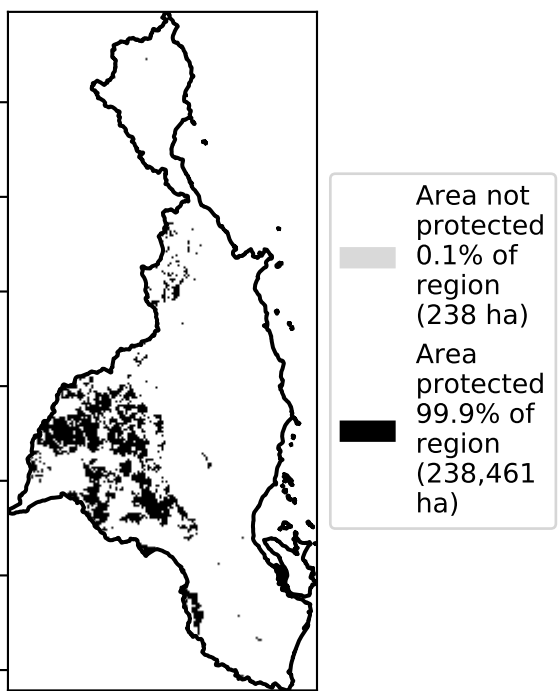 Area not
protected
0.1% of
region
(238 ha)
Area
protected
99.9% of
region
(238,461
ha)